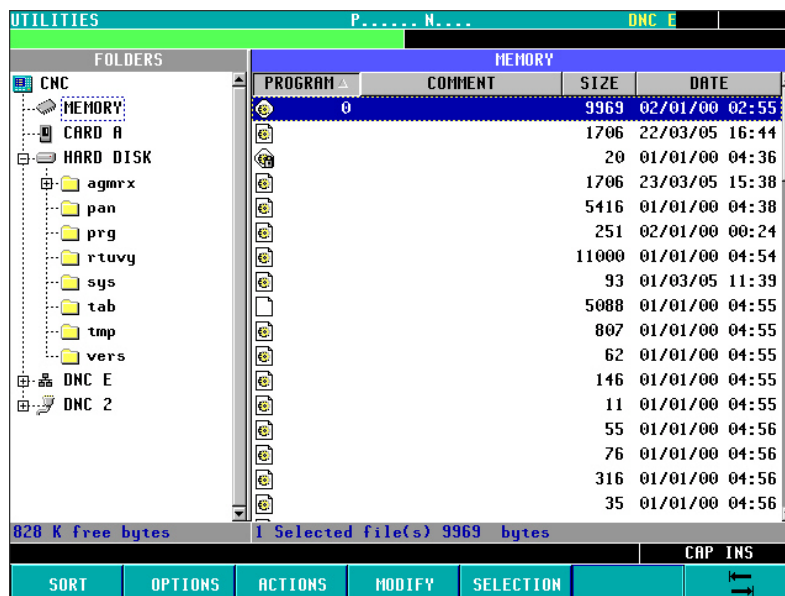 UTILITIES P...... N.... DNC E
FOLDERS MEMORY
CNC PROGRAM COMMENT SIZE DATE
MEMORY 0 9969 02/01/00 02:55
CARD A 1706 22/03/05 16:44
HARD DISK 20 01/01/00 04:36
agmrx 1706 23/03/05 15:38
pan 5416 01/01/00 04:38
prg 251 02/01/00 00:24
rtuvy 11000 01/01/00 04:54
sys 93 01/03/05 11:39
tab 5088 01/01/00 04:55
tmp 807 01/01/00 04:55
vers 62 01/01/00 04:55
DNC E 146 01/01/00 04:55
DNC 2 11 01/01/00 04:55
55 01/01/00 04:56
76 01/01/00 04:56
316 01/01/00 04:56
35 01/01/00 04:56
828 K free bytes 1 Selected file(s) 9969 bytes
CAP INS
SORT OPTIONS ACTIONS MODIFY SELECTION